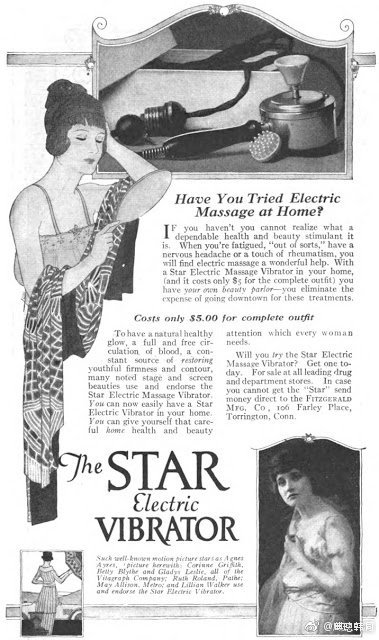 Have You Tried Electric
Massage at Home?
IF you haven't you cannot realize what a
dependable health and beauty stimulant it
is. When you're fatigued, "out of sorts," have a
nervous headache or a touch of rheumatism, you
will find electric massage a wonderful help. With
a Star Electric Massage Vibrator in your home,
(and it costs only $5 for the complete outfit) you
have your own beauty parlor—you eliminate the
expense of going downtown for these treatments.
Costs only $5.00 for complete outfit
To have a natural healthy
glow, a full and free cir-
culation of blood, a con-
stant source of restoring
youthful firmness and contour,
many noted stage and screen
beauties use and endorse the
Star Electric Massage Vibrator.
You can now easily have a Star
Electric Vibrator in your home.
You can give yourself that care-
ful home health and beauty
attention which every woman
needs.
Will you try the Star Electric
Massage Vibrator? Get one to-
day. For sale at all leading drug
and department stores. In case
you cannot get the "Star" send
money direct to the FITZGERALD
MFG. CO., 106 Farley Place,
Torrington, Conn.
The STAR
Electric
VIBRATOR
Such well-known motion picture stars as Agnes
Ayres, (picture herewith) Corinne Griffith,
Betty Blythe and Gladys Leslie, all of the
Vitagraph Company; Ruth Roland, Pathe;
May Allison, Metro; and Lillian Walker use
and endorse the Star Electric Vibrator.